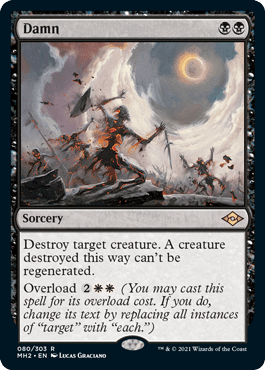 Damn
Sorcery
Destroy target creature. A creature
destroyed this way can't be
regenerated.
Overload 2 (You may cast this
spell for its overload cost. If you do,
change its text by replacing all instances
of “target” with “each.”)
080/303 R
MH2 • EN LUCAS GRACIANO
™ & © 2021 Wizards of the Coast